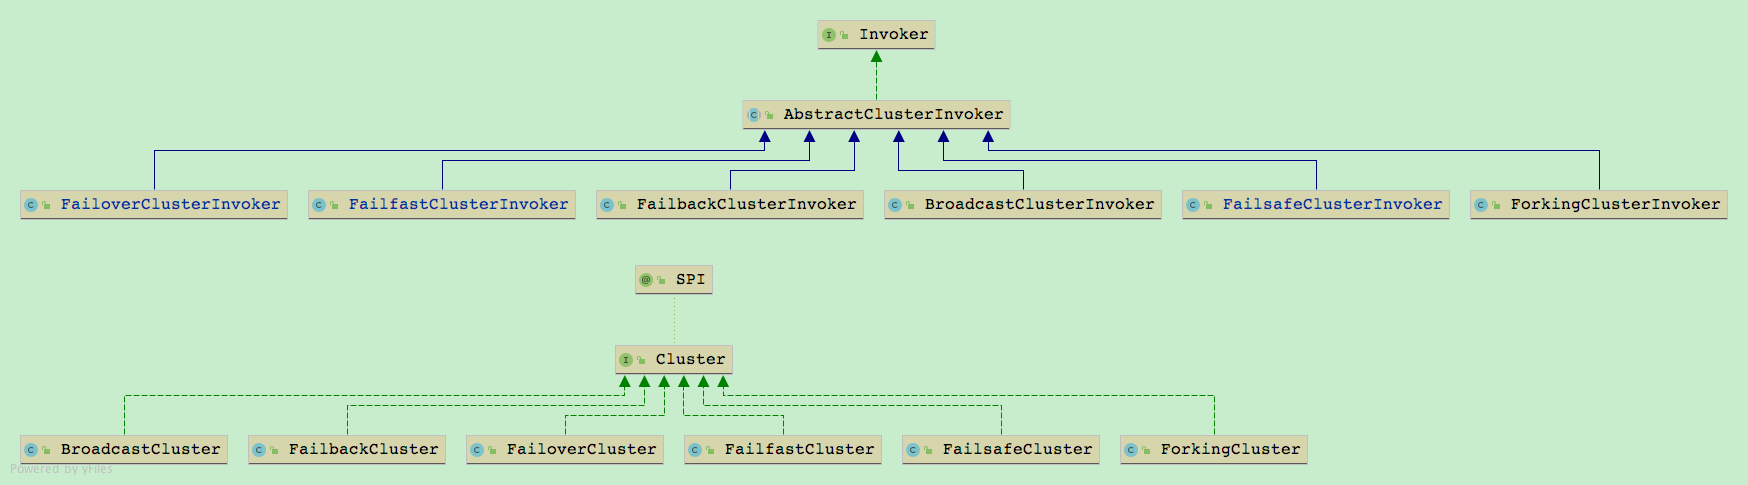 Invoker
AbstractClusterInvoker
FailoverClusterInvoker
FailfastClusterInvoker
FailbackClusterInvoker
BroadcastClusterInvoker
FailsafeClusterInvoker
ForkingClusterInvoker
SPI
Cluster
BroadcastCluster
FailbackCluster
FailoverCluster
FailfastCluster
FailsafeCluster
ForkingCluster
Powered by yFiles